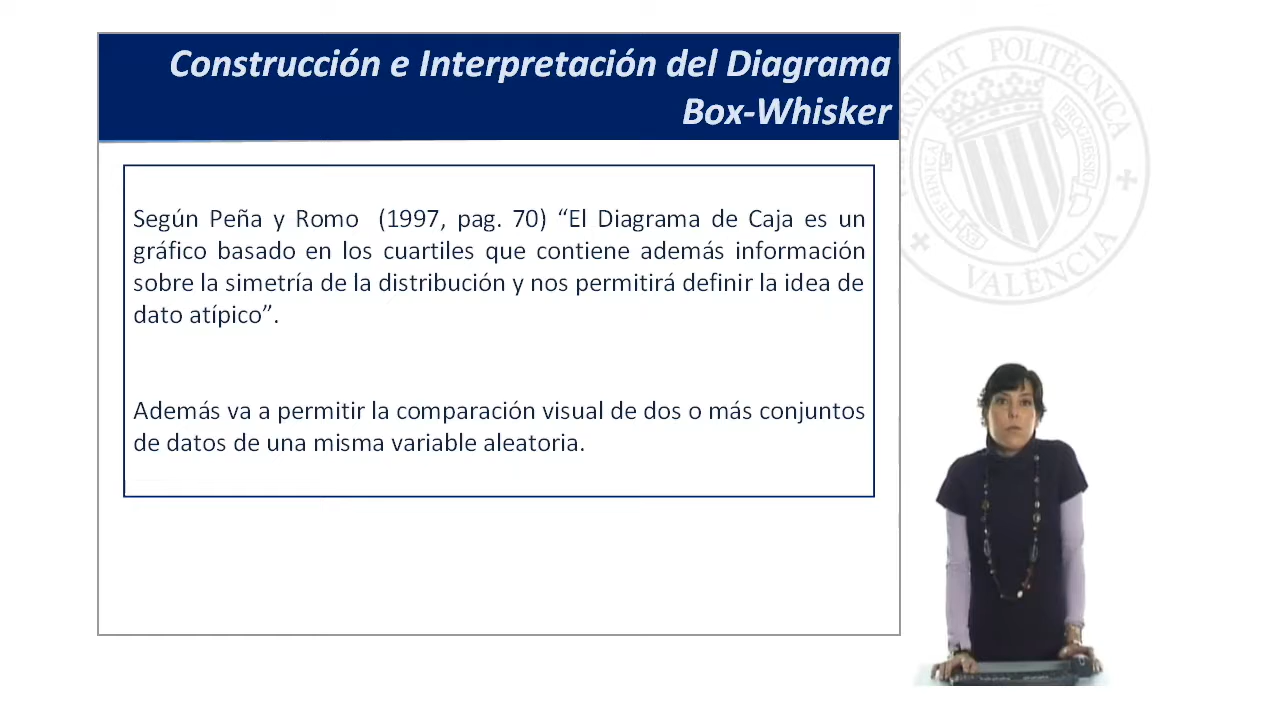 Construcción e Interpretación del Diagrama
Box-Whisker
Según Peña y Romo (1997, pag. 70) “El Diagrama de Caja es un
gráfico basado en los cuartiles que contiene además información
sobre la simetría de la distribución y nos permitirá definir la idea de
dato atípico”.
Además va a permitir la comparación visual de dos o más conjuntos
de datos de una misma variable aleatoria.
POLITÈCNICA
VALÈNCIA